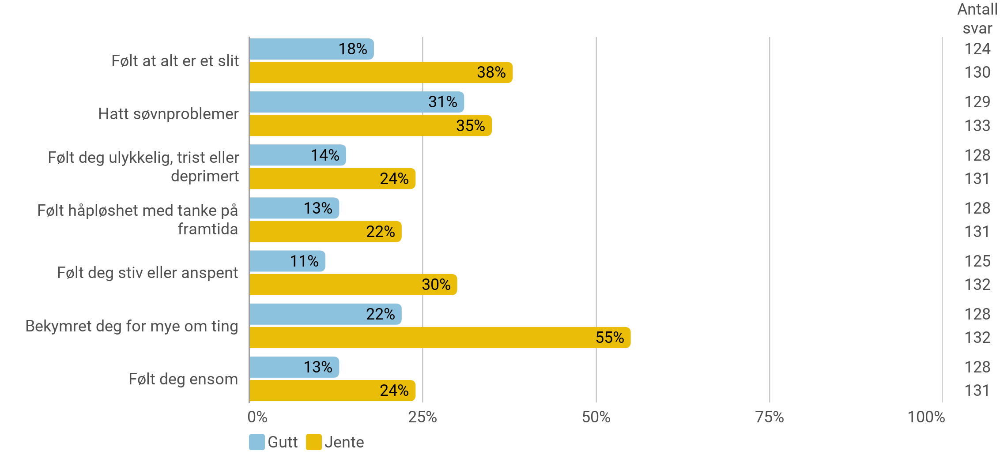 Antall
svar
Følt at alt er et slit
18%
124
38%
130
Hatt søvnproblemer
31%
129
35%
133
Følt deg ulykkelig, trist eller
deprimert
14%
128
24%
131
Følt håpløshet med tanke på
framtida
13%
128
22%
131
Følt deg stiv eller anspent
11%
125
30%
132
Bekymret deg for mye om ting
22%
128
55%
132
Følt deg ensom
13%
128
24%
131
0% 25% 50% 75% 100%
Gutt Jente